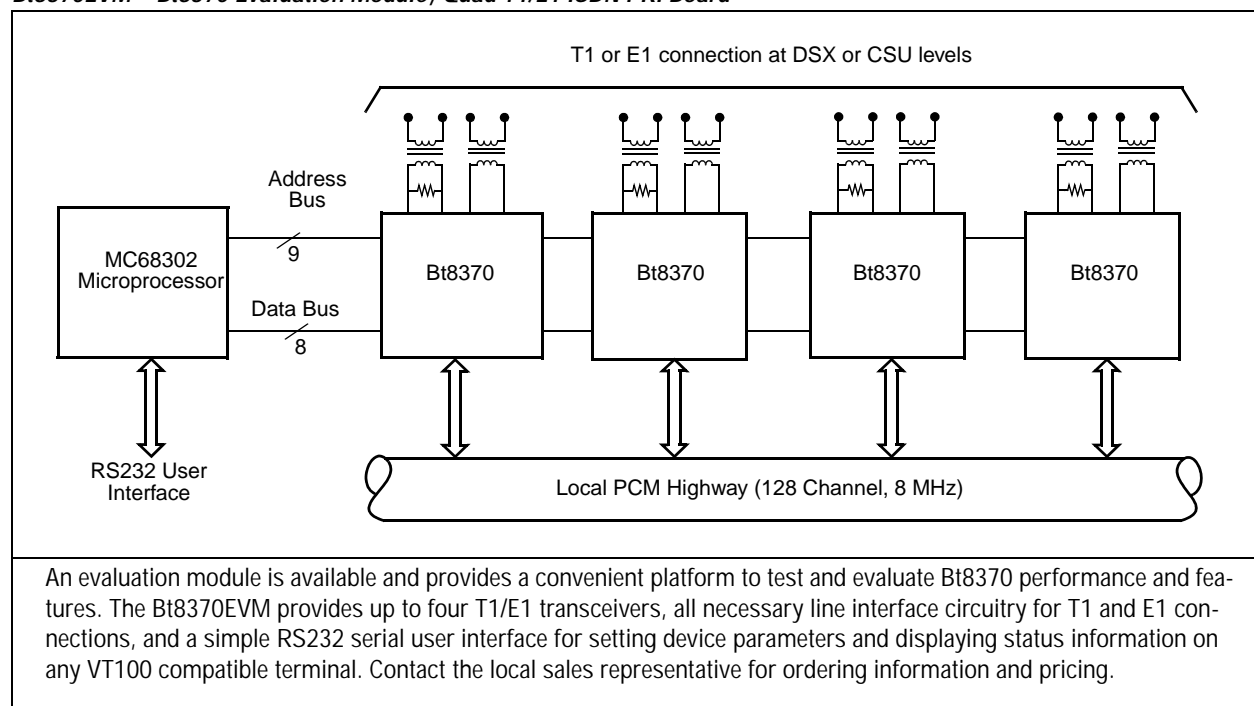 T1 or E1 connection at DSX or CSU levels
Address
Bus
9
MC68302
Microprocessor
Data Bus
8
Bt8370
Bt8370
Bt8370
Bt8370
RS232 User
Interface
Local PCM Highway (128 Channel, 8 MHz)
An evaluation module is available and provides a convenient platform to test and evaluate Bt8370 performance and fea-
tures. The Bt8370EVM provides up to four T1/E1 transceivers, all necessary line interface circuitry for T1 and E1 con-
nections, and a simple RS232 serial user interface for setting device parameters and displaying status information on
any VT100 compatible terminal. Contact the local sales representative for ordering information and pricing.